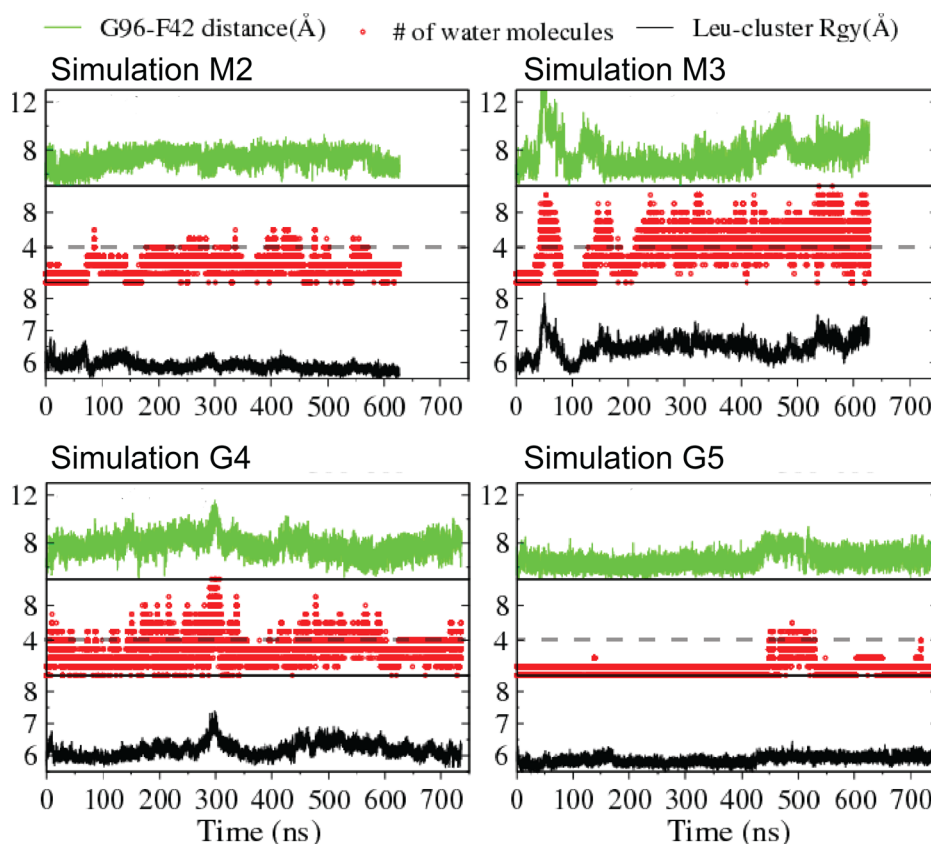 G96-F42 distance(Å) # of water molecules Leu-cluster Rgy(Å)
Simulation M2 Simulation M3
12 12
8 8
8 8
4 4
8 8
7 7
6 6
0 100 200 300 400 500 600 700 0 100 200 300 400 500 600 700
Simulation G4 Simulation G5
12 12
8 8
8 8
4 4
8 8
7 7
6 6
0 100 200 300 400 500 600 700 0 100 200 300 400 500 600 700
Time (ns) Time (ns)